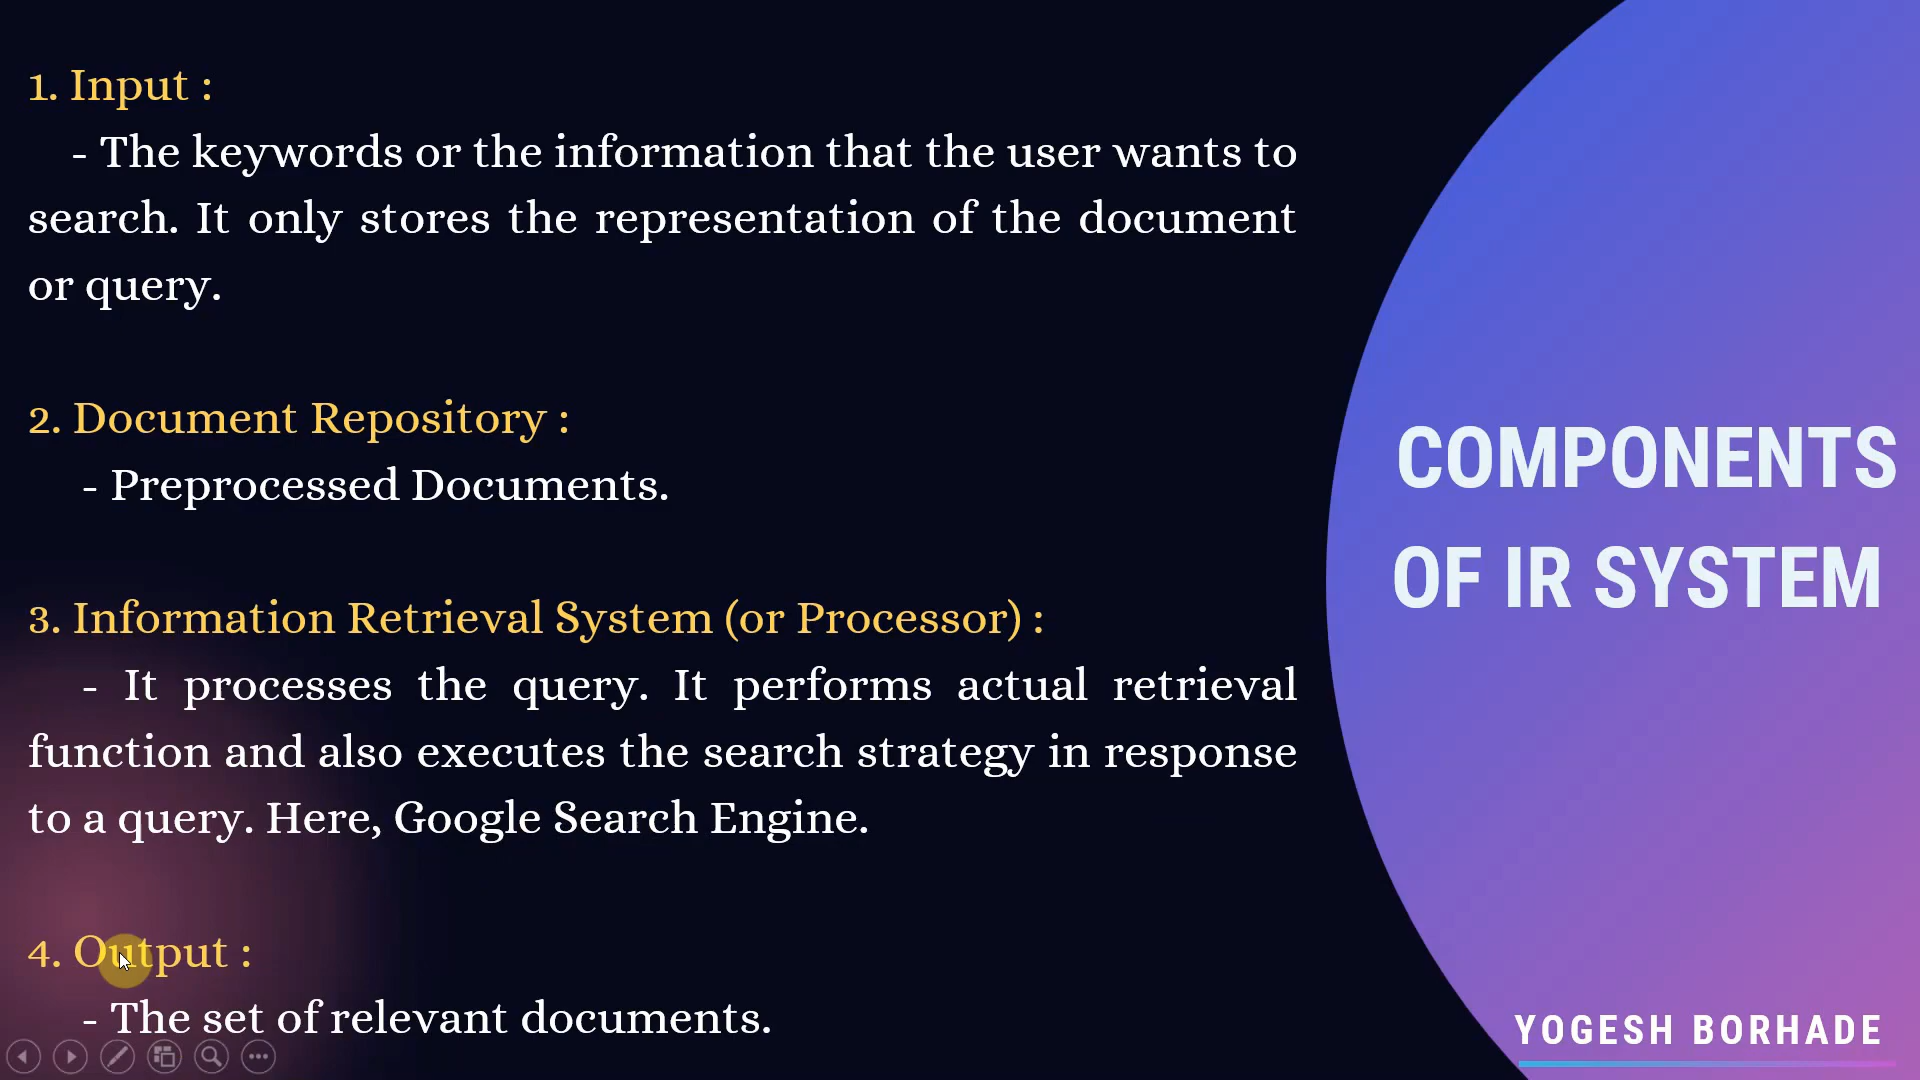 1. Input :
- The keywords or the information that the user wants to
search. It only stores the representation of the document
or query.
2. Document Repository :
- Preprocessed Documents.
3. Information Retrieval System (or Processor) :
- It processes the query. It performs actual retrieval
function and also executes the search strategy in response
to a query. Here, Google Search Engine.
4. Output :
- The set of relevant documents.
COMPONENTS
OF IR SYSTEM
YOGESH BORHADE